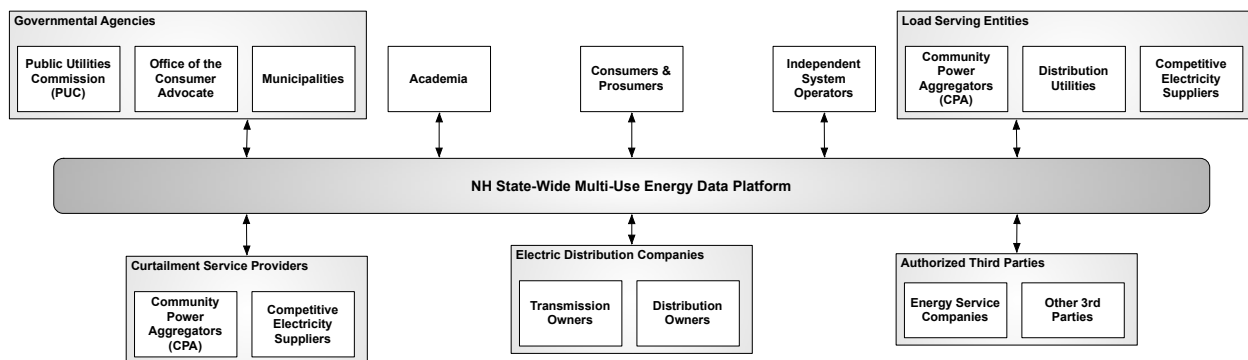 Governmental Agencies
Public Utilities
Commission
(PUC)
Office of the
Consumer
Advocate
Municipalities
Academia
Consumers &
Prosumers
Independent
System
Operators
Load Serving Entities
Community
Power
Aggregators
(CPA)
Distribution
Utilities
Competitive
Electricity
Suppliers
NH State-Wide Multi-Use Energy Data Platform
Curtailment Service Providers
Community
Power
Aggregators
(CPA)
Competitive
Electricity
Suppliers
Electric Distribution Companies
Transmission
Owners
Distribution
Owners
Authorized Third Parties
Energy Service
Companies
Other 3rd
Parties